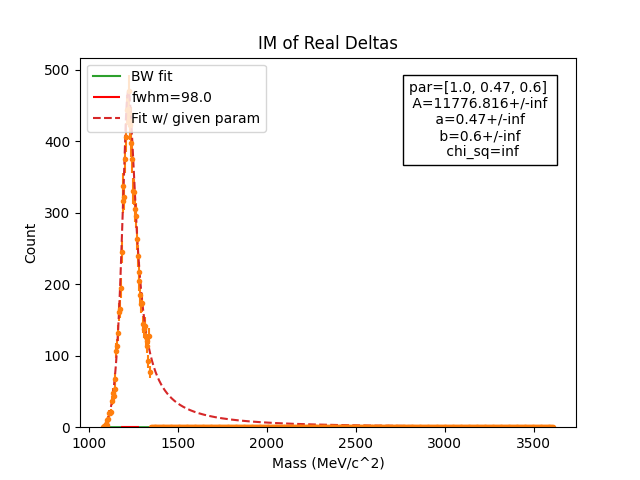 IM of Real Deltas
BW fit
fwhm=98.0
Fit w/ given param
par=[1.0, 0.47, 0.6]
A=11776.816+/-inf
a=0.47+/-inf
b=0.6+/-inf
chi_sq=inf
Count
500
400
300
200
100
0
1000 1500 2000 2500 3000 3500
Mass (MeV/c^2)